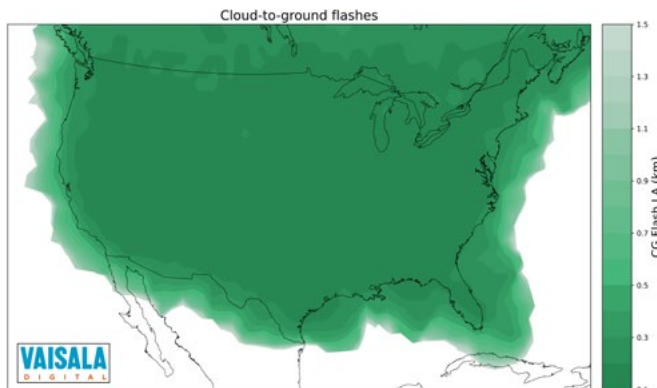 Cloud-to-ground flashes
1.5
1.3
1.1
0.9
0.7
0.5
0.3
CG Flash LA (km)
VAISALA
DIGITAL